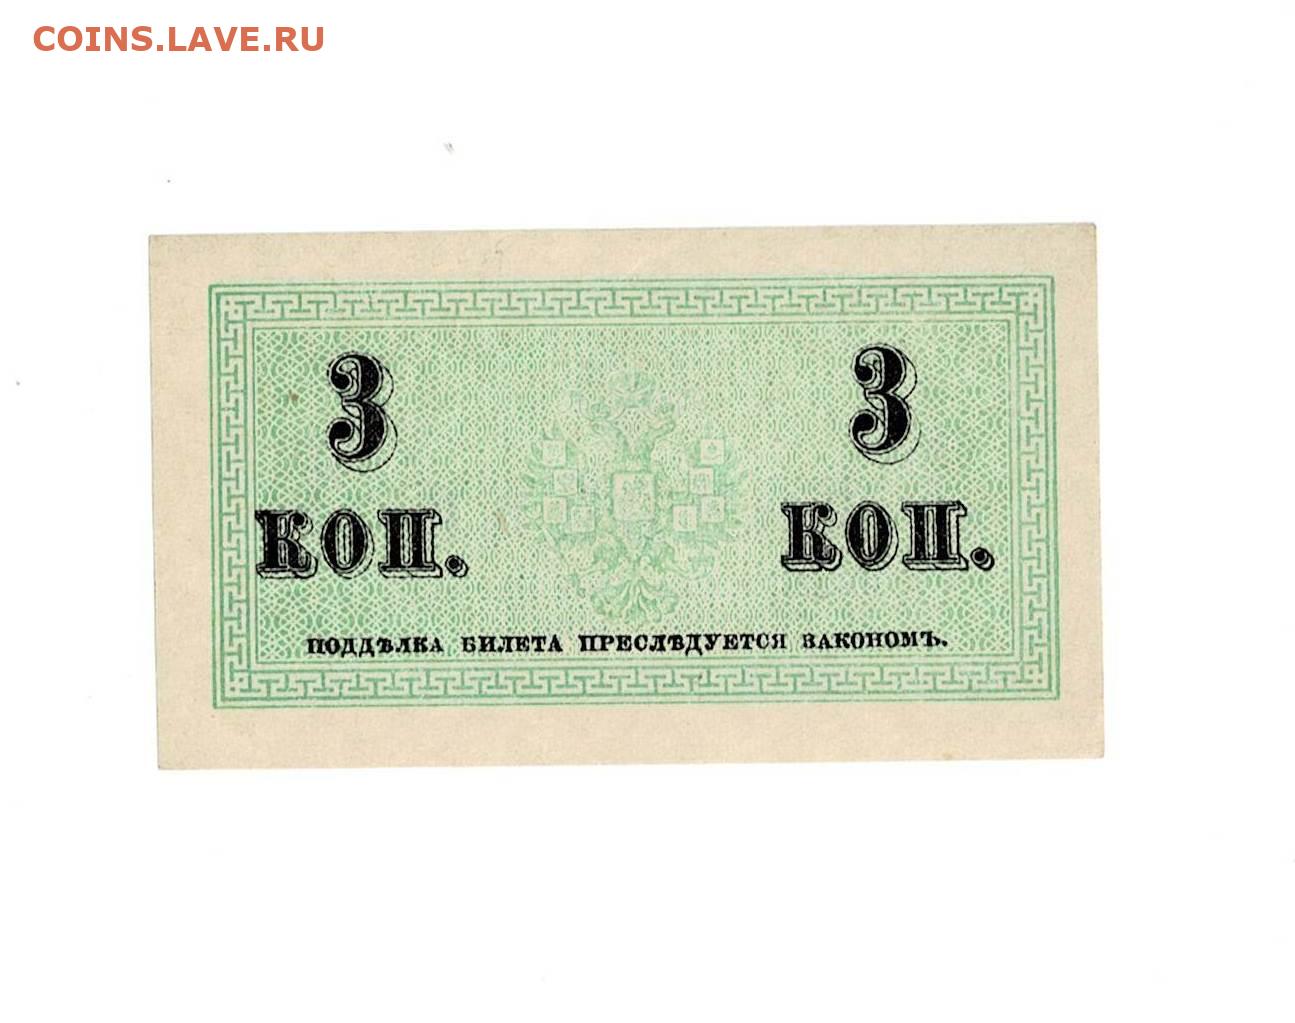 COINS.LAVE.RU
3 3
КОП. КОП.
ПОДДѢЛКА БИЛЕТА ПРЕСЛѢДУЕТСЯ ЗАКОНОМЪ.